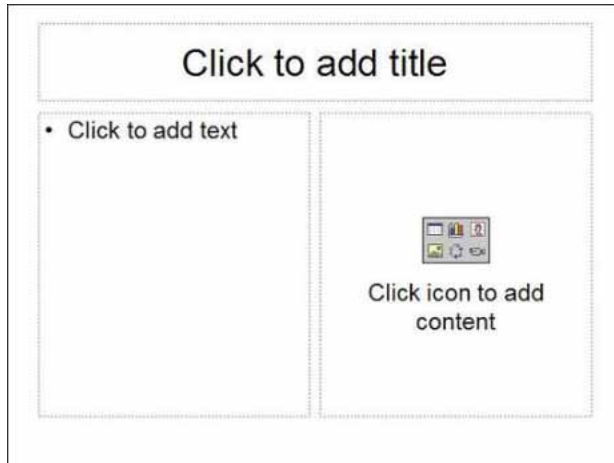 Click to add title
• Click to add text
Click icon to add
content